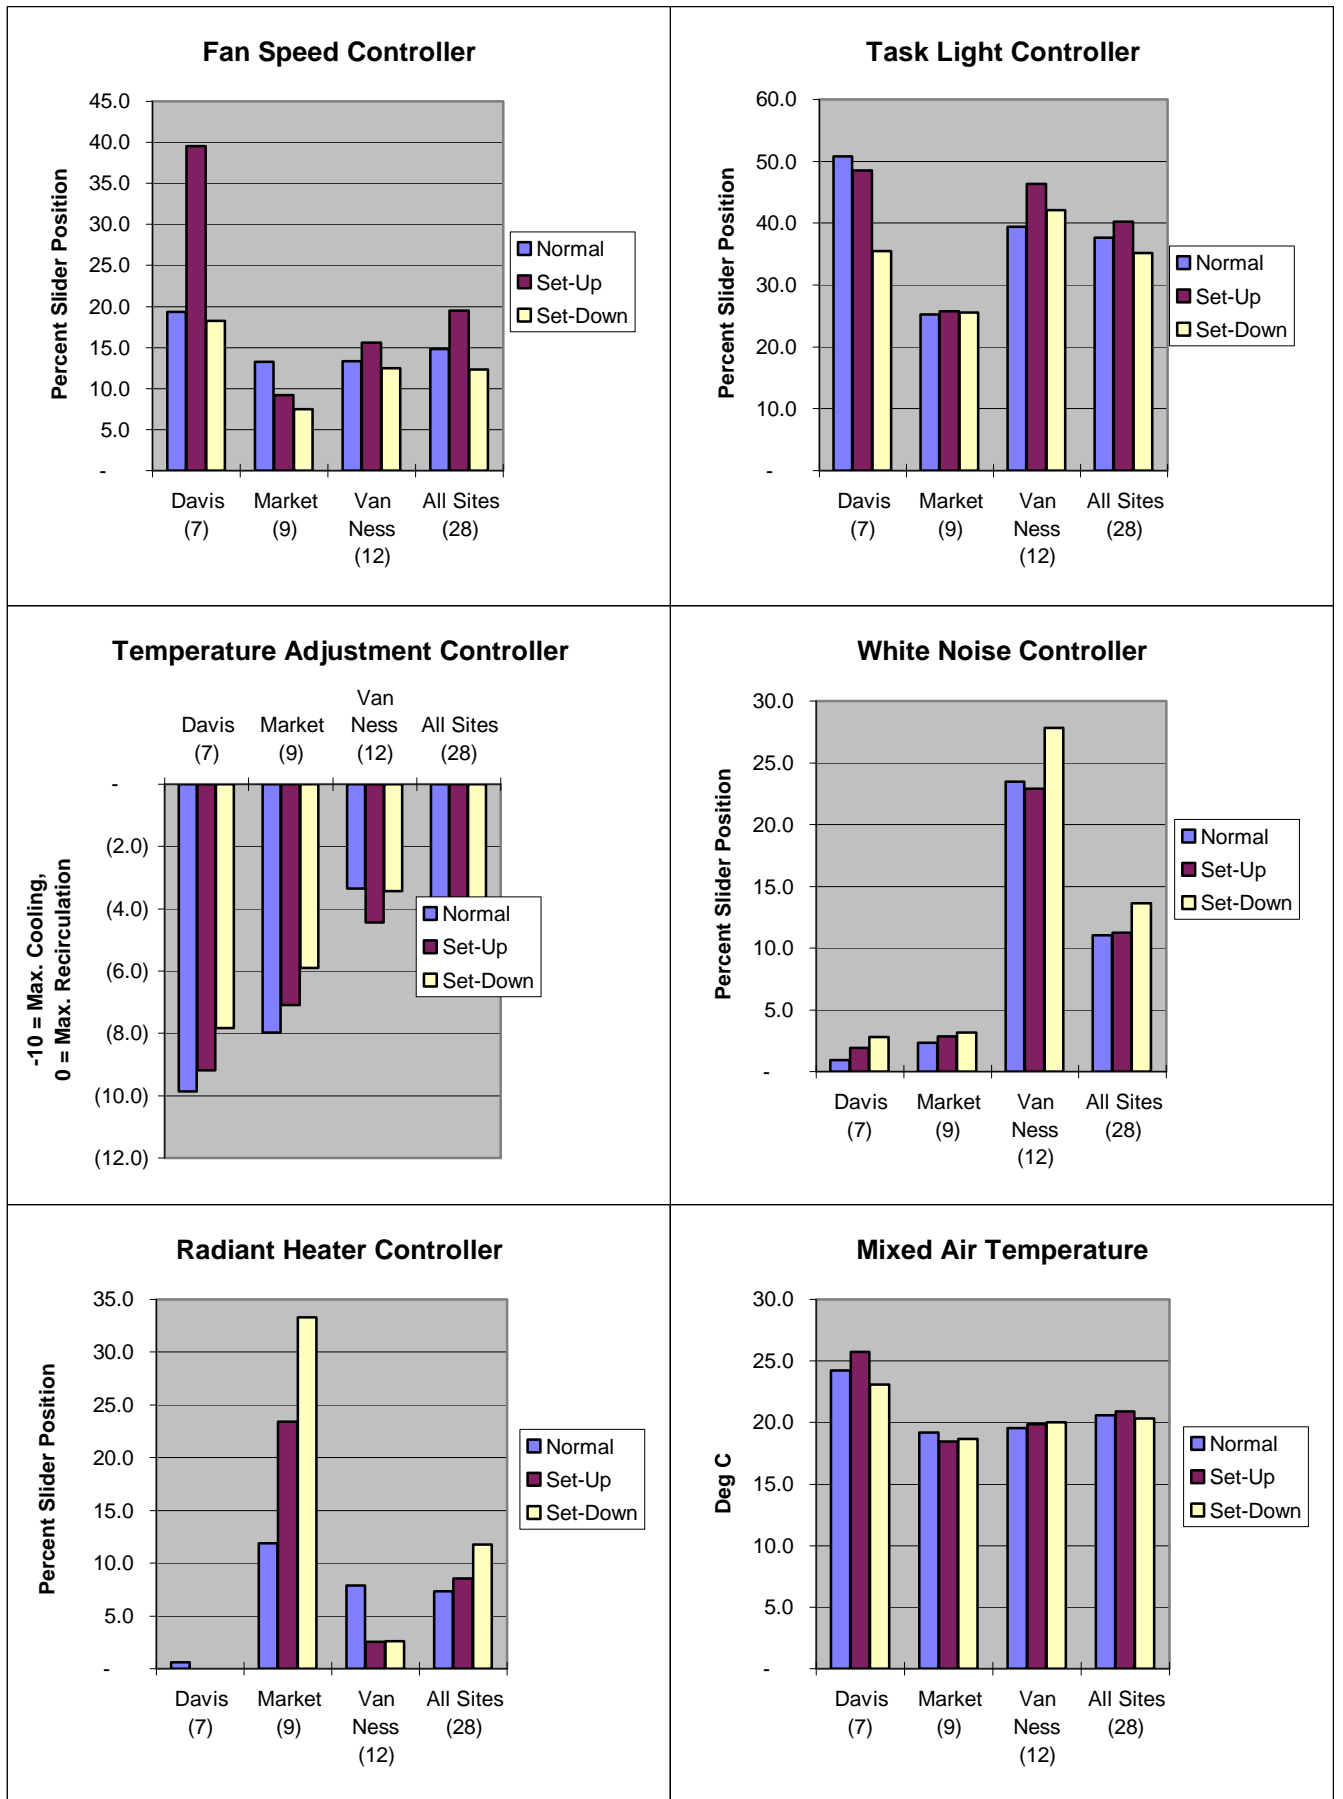 Fan Speed Controller
45.0
40.0
35.0
30.0
25.0
20.0
15.0
10.0
5.0
-
Percent Slider Position
Davis
(7)
Market
(9)
Van
Ness
(12)
All Sites
(28)
Normal
Set-Up
Set-Down
Task Light Controller
60.0
50.0
40.0
30.0
20.0
10.0
-
Percent Slider Position
Davis
(7)
Market
(9)
Van
Ness
(12)
All Sites
(28)
Normal
Set-Up
Set-Down
Temperature Adjustment Controller
Davis
(7)
Market
(9)
Van
Ness
(12)
All Sites
(28)
-
(2.0)
(4.0)
(6.0)
(8.0)
(10.0)
(12.0)
-10 = Max. Cooling,
0 = Max. Recirculation
Normal
Set-Up
Set-Down
White Noise Controller
30.0
25.0
20.0
15.0
10.0
5.0
-
Percent Slider Position
Davis
(7)
Market
(9)
Van
Ness
(12)
All Sites
(28)
Normal
Set-Up
Set-Down
Radiant Heater Controller
35.0
30.0
25.0
20.0
15.0
10.0
5.0
-
Percent Slider Position
Davis
(7)
Market
(9)
Van
Ness
(12)
All Sites
(28)
Normal
Set-Up
Set-Down
Mixed Air Temperature
30.0
25.0
20.0
15.0
10.0
5.0
-
Deg C
Davis
(7)
Market
(9)
Van
Ness
(12)
All Sites
(28)
Normal
Set-Up
Set-Down